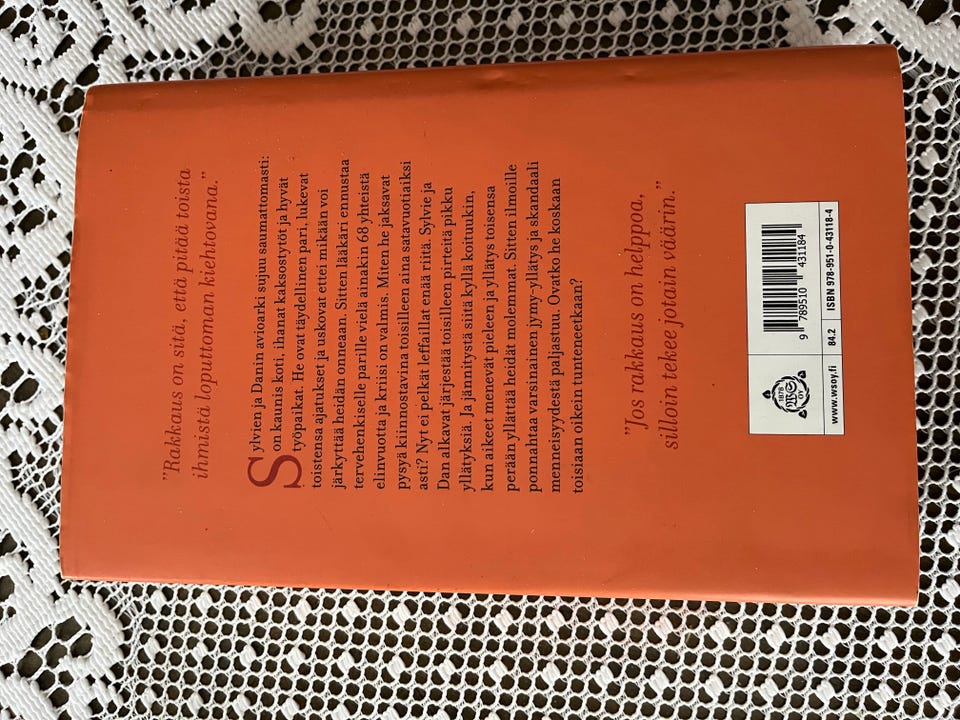 ”Rakkaus on sitä, että pitää toista
ihmistä loputtoman kiehtovana.”
Sylvien ja Danin avioarki sujuu saumattomasti:
on kaunis koti, ihanat kaksostytöt ja hyvät
työpaikat. He ovat täydellinen pari, lukevat
toistensa ajatukset ja uskovat ettei mikään voi
järkyttää heidän onneaan. Sitten lääkäri ennustaa
tervehenkiselle parille vielä ainakin 68 yhteistä
elinvuotta ja kriisi on valmis. Miten he jaksavat
pysyä kiinnostavina toisilleen aina satavuotiaiksi
asti? Nyt ei pelkät leffaillat enää riitä. Sylvie ja
Dan alkavat järjestää toisilleen pirteitä pikku
yllätyksiä. Ja jännitystä siitä kyllä koituukin,
kun aikeet menevät pieleen ja yllätys toisensa
perään yllättää heidät molemmat. Sitten ilmoille
ponnahtaa varsinainen jymy-yllätys ja skandaali
menneisyydestä paljastuu. Ovatko he koskaan
toisiaan oikein tunteneetkaan?
”Jos rakkaus on helppoa,
silloin tekee jotain väärin.”
1878
WS
OY
9 789510 431184
www.wsoy.fi
84.2
ISBN 978-951-0-43118-4